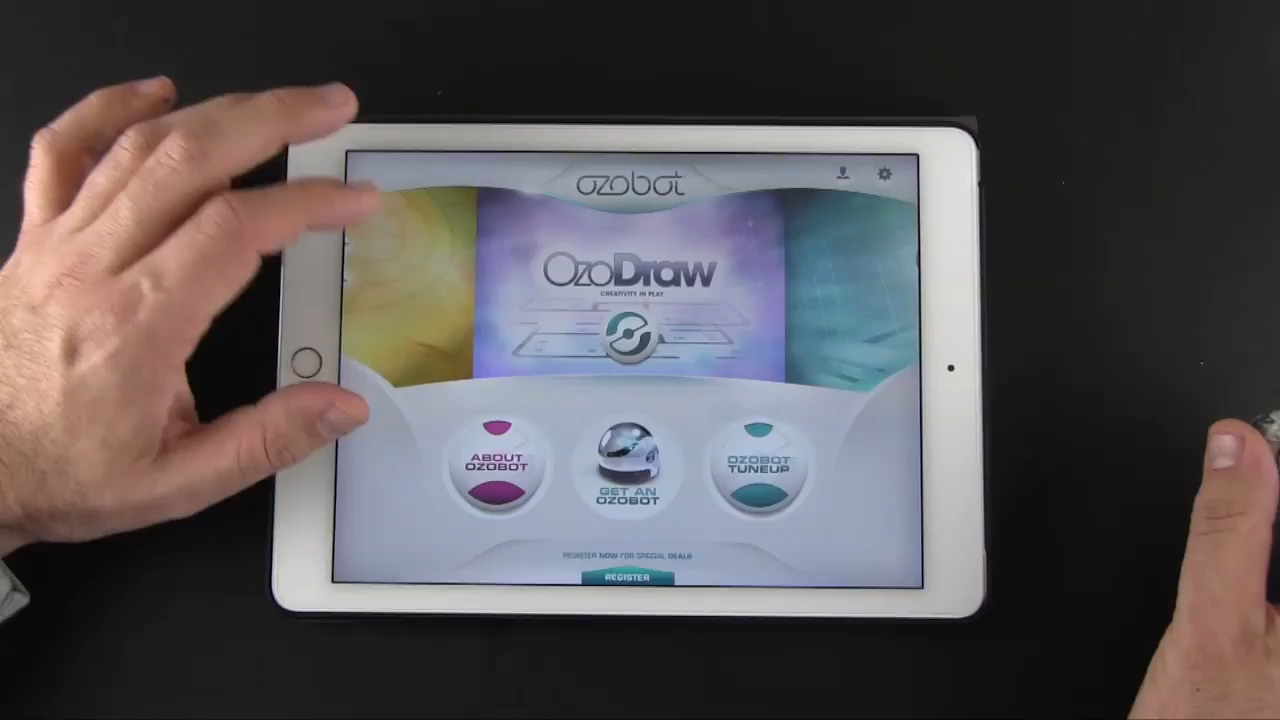 ozobot
OzoDraw
CREATIVITY IN PLAY
ABOUT
OZOBOT
GET AN
OZOBOT
OZOBOT
TUNEUP
REGISTER NOW FOR SPECIAL DEALS
REGISTER